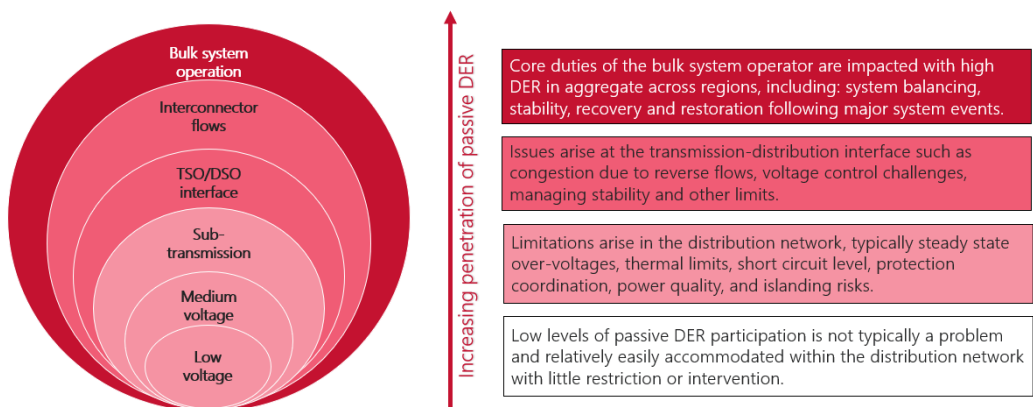 Bulk system
operation
Interconnector
flows
TSO/DSO
interface
Sub-
transmission
Medium
voltage
Low
voltage
Increasing penetration of passive DER
Core duties of the bulk system operator are impacted with high
DER in aggregate across regions, including: system balancing,
stability, recovery and restoration following major system events.
Issues arise at the transmission-distribution interface such as
congestion due to reverse flows, voltage control challenges,
managing stability and other limits.
Limitations arise in the distribution network, typically steady state
over-voltages, thermal limits, short circuit level, protection
coordination, power quality, and islanding risks.
Low levels of passive DER participation is not typically a problem
and relatively easily accommodated within the distribution network
with little restriction or intervention.